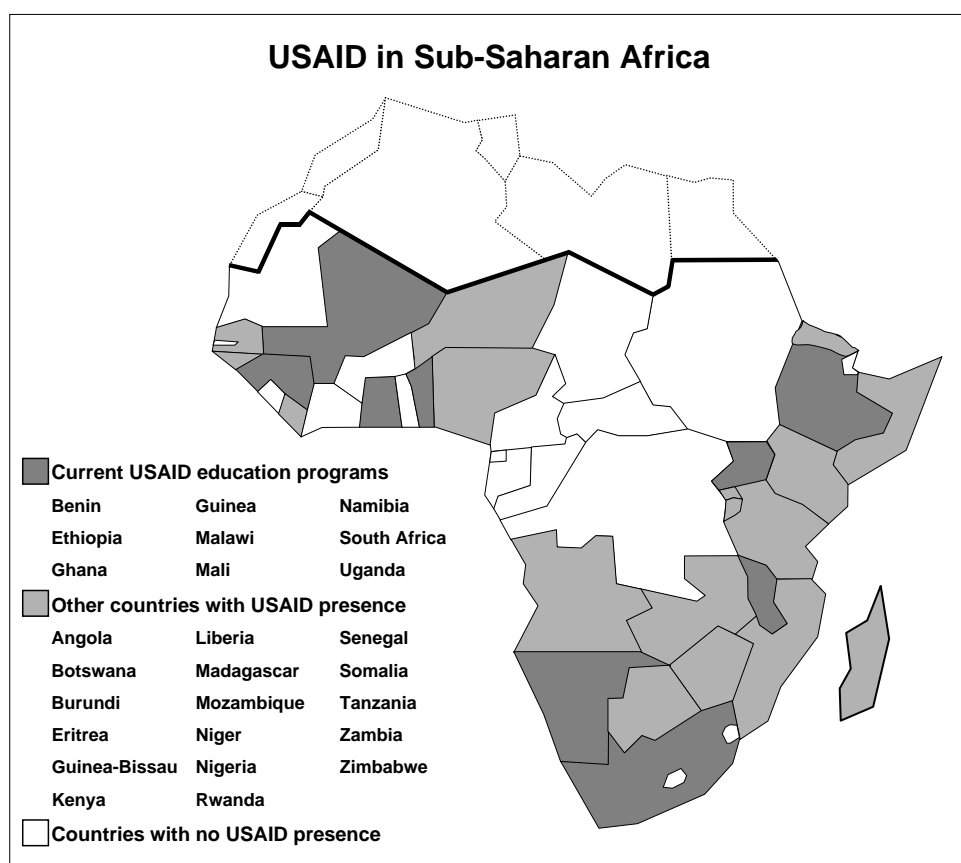 USAID in Sub-Saharan Africa
Current USAID education programs
Benin Guinea Namibia
Ethiopia Malawi South Africa
Ghana Mali Uganda
Other countries with USAID presence
Angola Liberia Senegal
Botswana Madagascar Somalia
Burundi Mozambique Tanzania
Eritrea Niger Zambia
Guinea-Bissau Nigeria Zimbabwe
Kenya Rwanda
Countries with no USAID presence